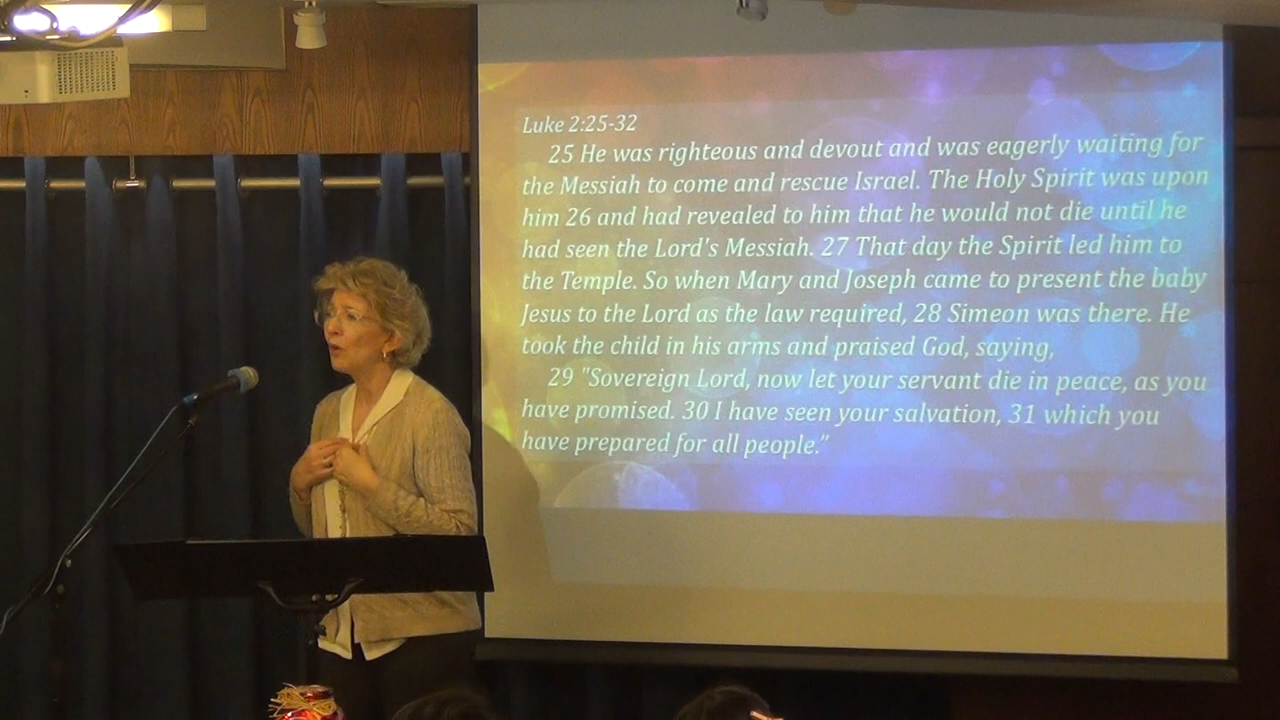 Luke 2:25-32
25 He was righteous and devout and was eagerly waiting for
the Messiah to come and rescue Israel. The Holy Spirit was upon
him 26 and had revealed to him that he would not die until he
had seen the Lord's Messiah. 27 That day the Spirit led him to
the Temple. So when Mary and Joseph came to present the baby
Jesus to the Lord as the law required, 28 Simeon was there. He
took the child in his arms and praised God, saying,
29 "Sovereign Lord, now let your servant die in peace, as you
have promised. 30 I have seen your salvation, 31 which you
have prepared for all people."